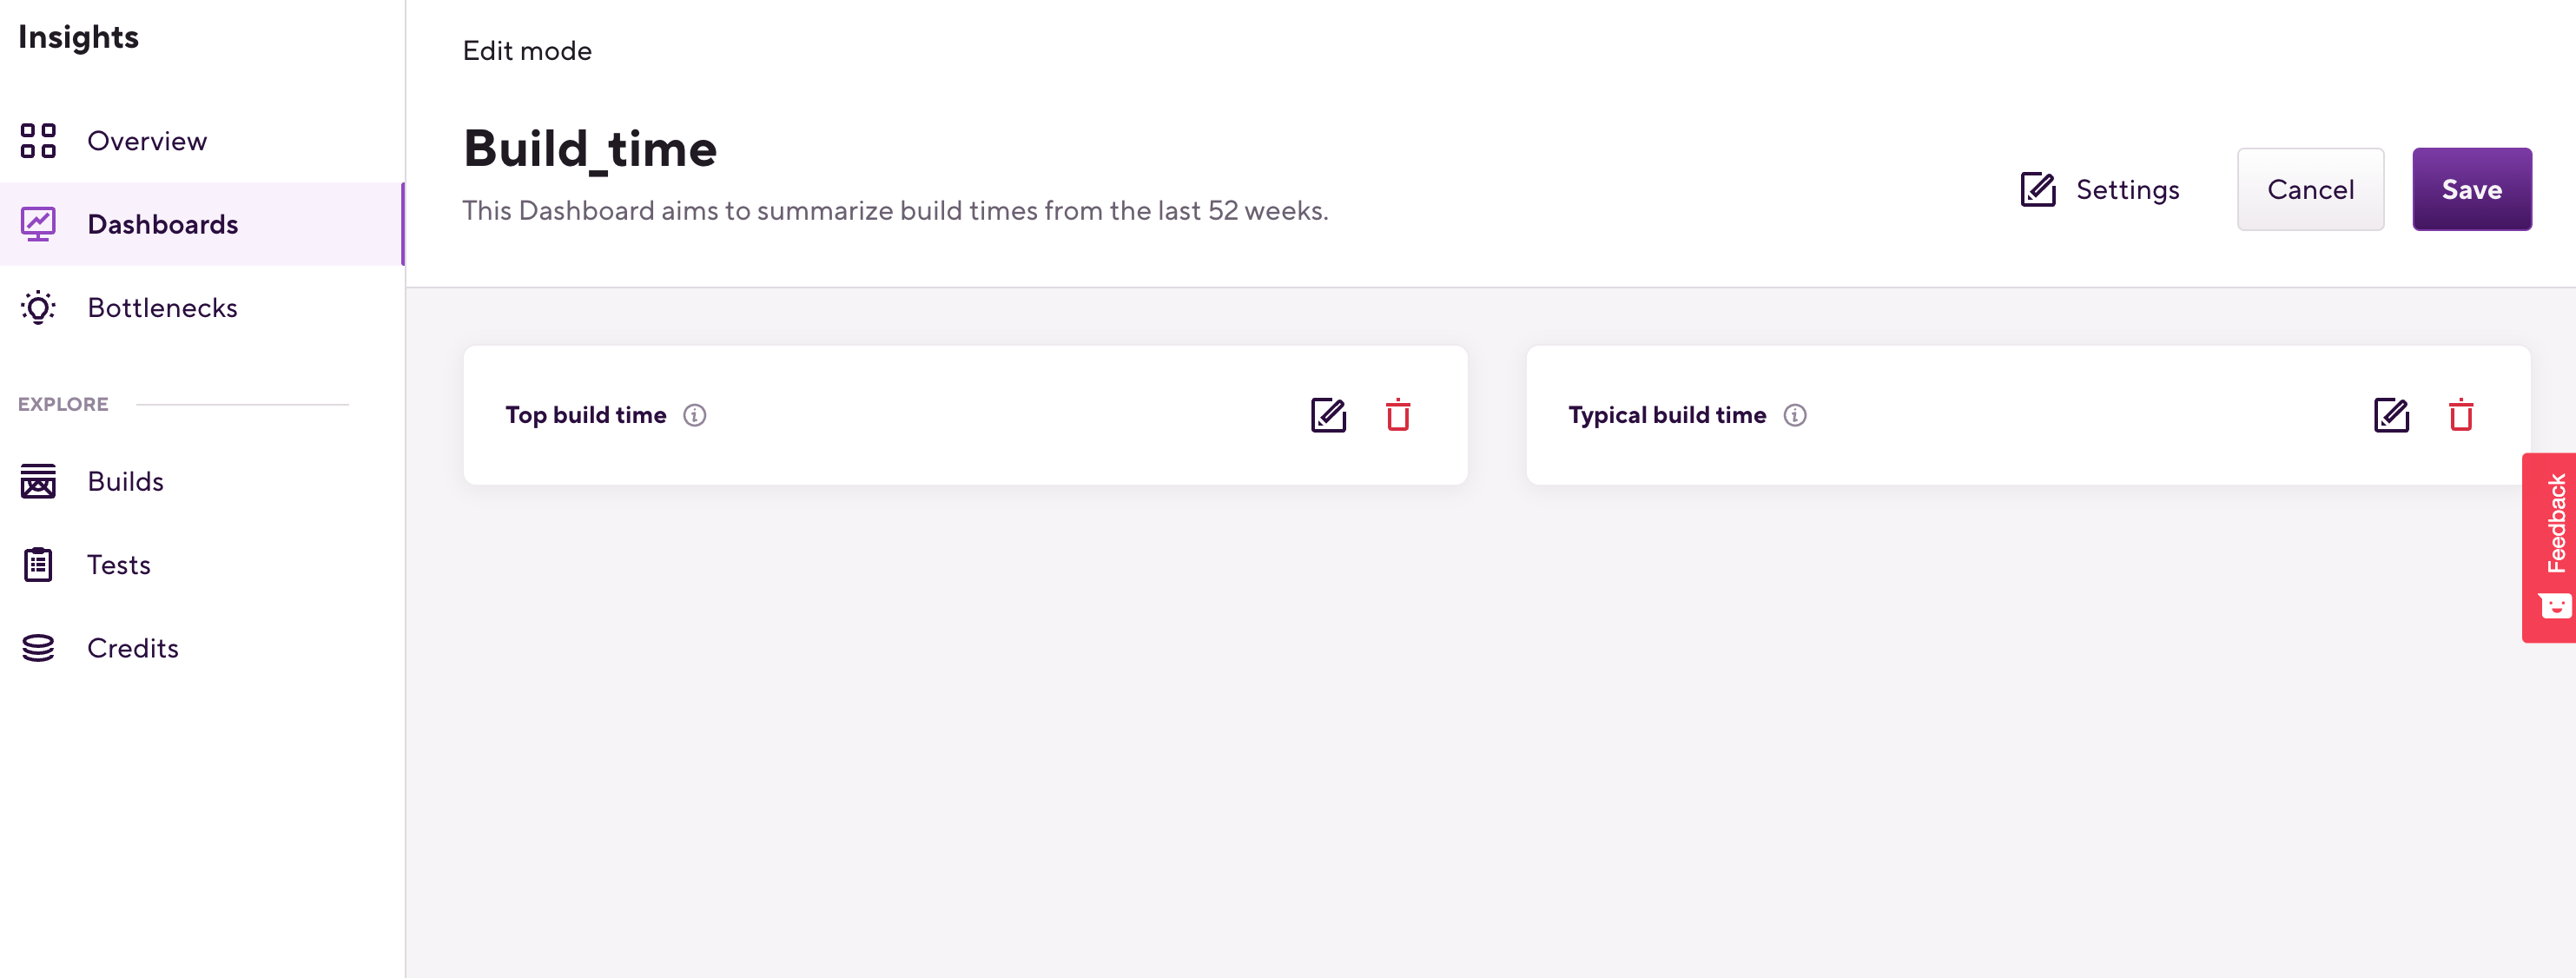 Insights
Overview
Dashboards
Bottlenecks
EXPLORE
Builds
Tests
Credits
Edit mode
Build_time
This Dashboard aims to summarize build times from the last 52 weeks.
Settings
Cancel
Save
Top build time
Typical build time
Feedback